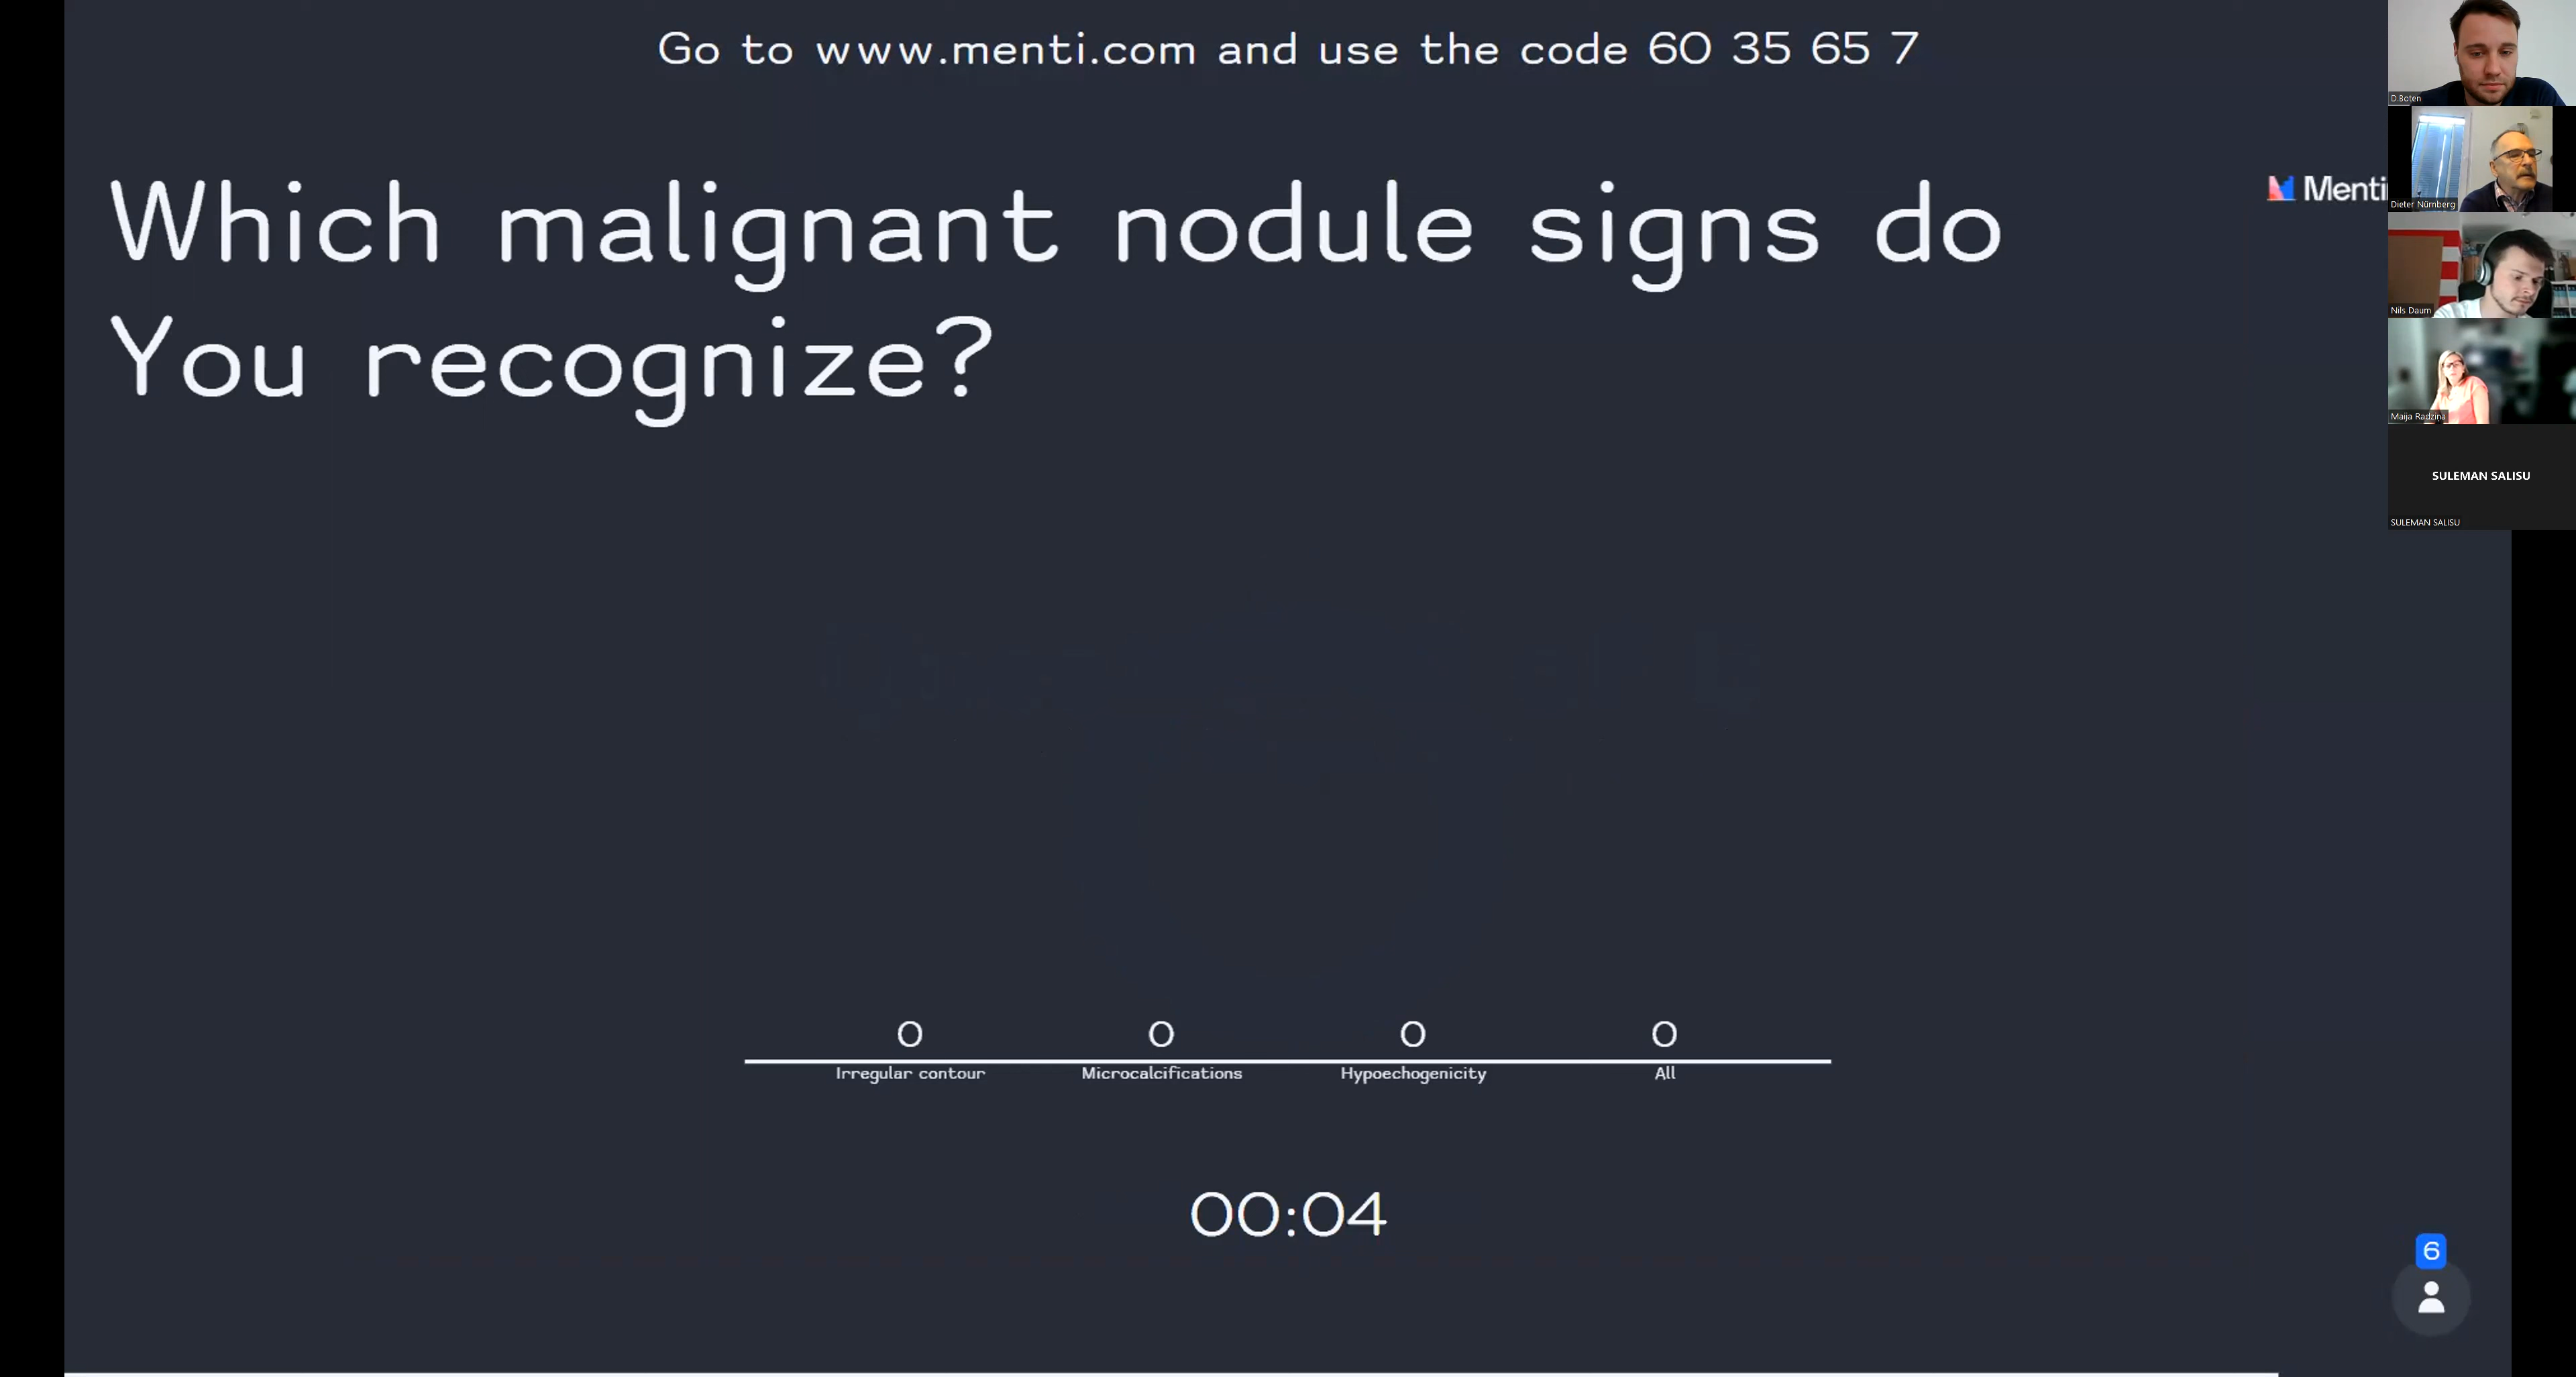 Go to www.menti.com and use the code 60 35 65 7
Which malignant nodule signs do
You recognize?
Menti
D.Boten
Dieter Nürnberg
Nils Daum
Maija Radziņa
SULEMAN SALISU
SULEMAN SALISU
0 0 0 0
Irregular contour Microcalcifications Hypoechogenicity All
00:04
6